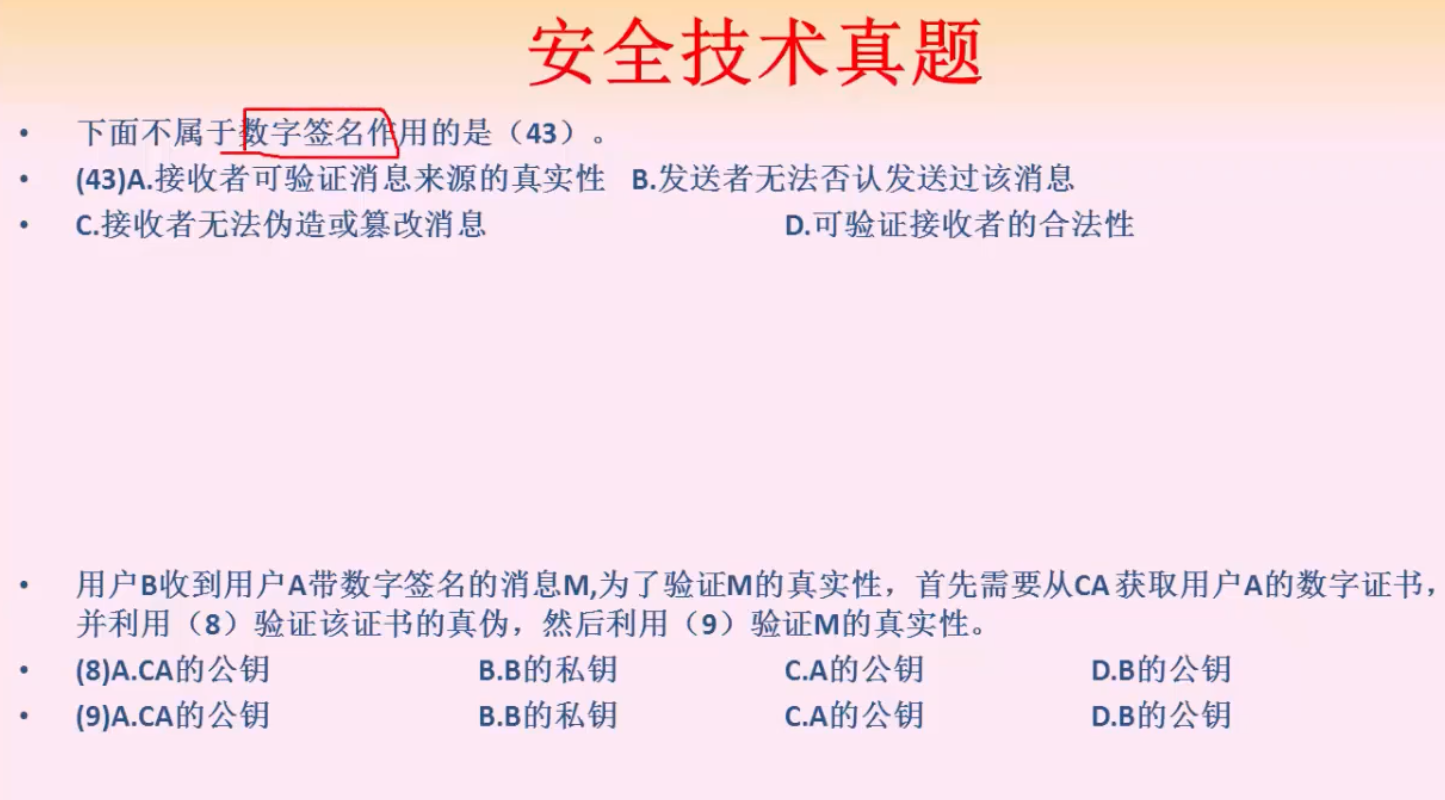 安全技术真题
• 下面不属于数字签名作用的是（43）。
• (43)A.接收者可验证消息来源的真实性 B.发送者无法否认发送过该消息
• C.接收者无法伪造或篡改消息 D.可验证接收者的合法性
• 用户B收到用户A带数字签名的消息M,为了验证M的真实性，首先需要从CA获取用户A的数字证书，
并利用（8）验证该证书的真伪，然后利用（9）验证M的真实性。
• (8)A.CA的公钥 B.B的私钥 C.A的公钥 D.B的公钥
• (9)A.CA的公钥 B.B的私钥 C.A的公钥 D.B的公钥